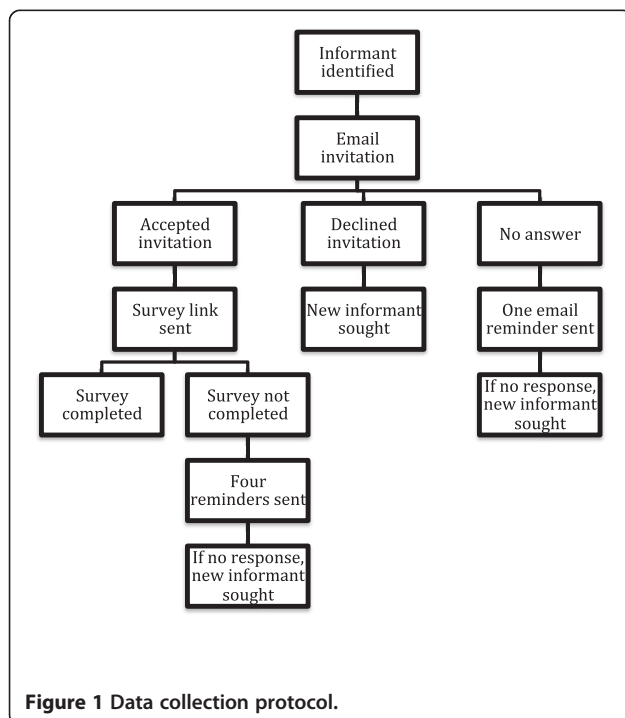 Informant
identified
Email
invitation
Accepted
invitation
Declined
invitation
No answer
Survey link
sent
New informant
sought
One email
reminder sent
Survey
completed
Survey not
completed
If no response,
new informant
sought
Four
reminders sent
If no response,
new informant
sought
Figure 1 Data collection protocol.